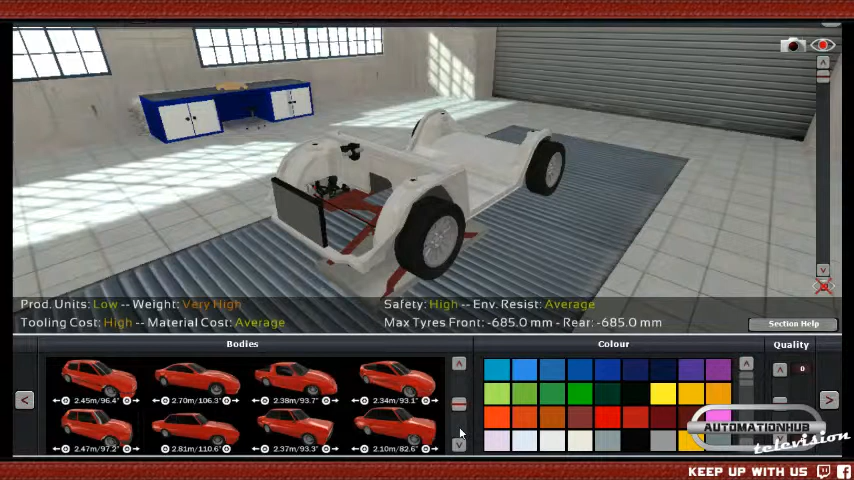 Prod. Units: Low -- Weight: Very High
Safety: High -- Env. Resist: Average
Tooling Cost: High -- Material Cost: Average
Max Tyres Front: -685.0 mm - Rear: -685.0 mm
Section Help
Bodies
Colour
Quality
0
2.45m/96.4"
2.70m/106.3"
2.38m/93.7"
2.34m/93.1"
2.47m/97.2"
2.81m/110.6"
2.37m/93.3"
2.10m/82.6"
AUTOMATIONHUB
television
KEEP UP WITH US